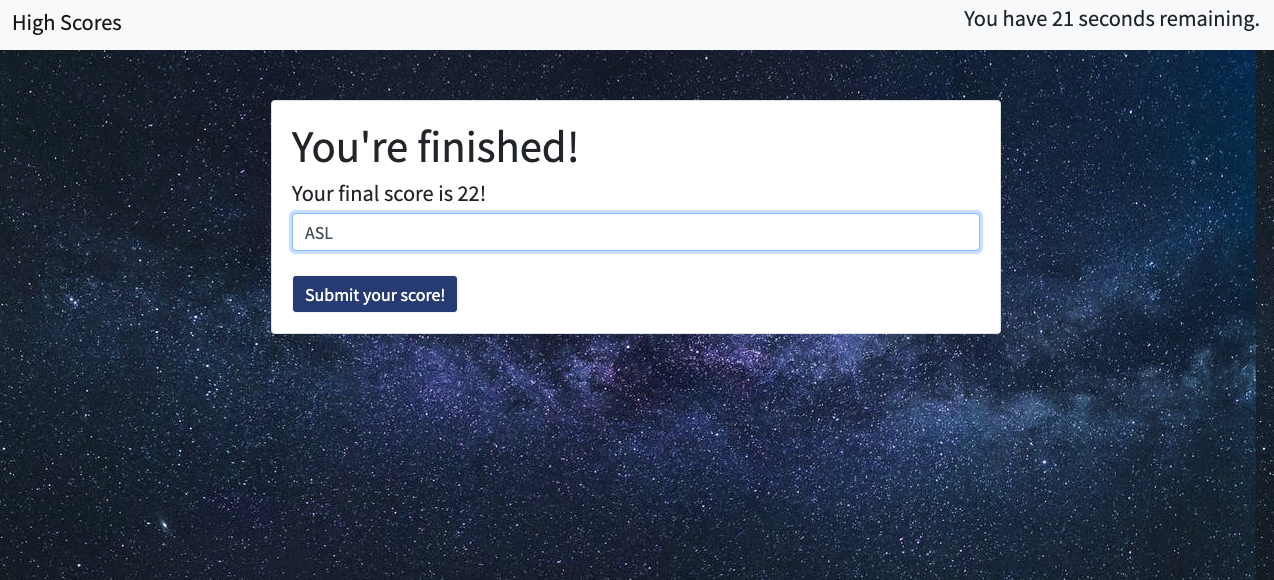 High Scores
You have 21 seconds remaining.
You're finished!
Your final score is 22!
ASL
Submit your score!